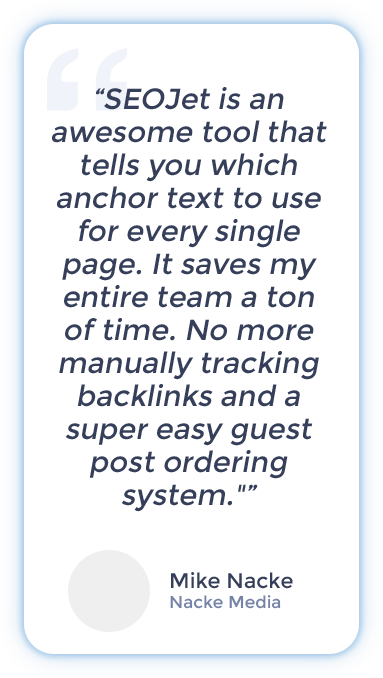 “SEOJet is an
awesome tool that
tells you which
anchor text to use
for every single
page. It saves my
entire team a ton
of time. No more
manually tracking
backlinks and a
super easy guest
post ordering
system."”
Mike Nacke
Nacke Media